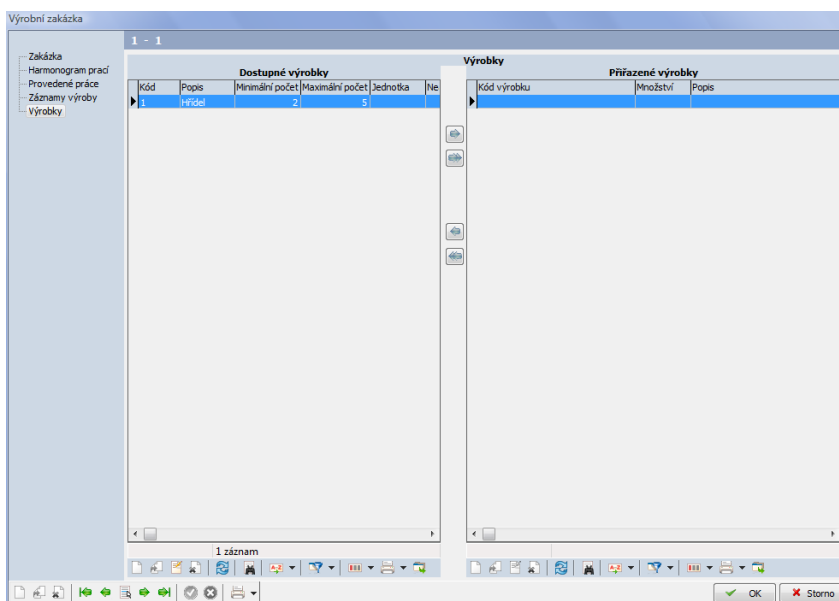 Výrobní zakázka
1 - 1
Zakázka
Harmonogram prací
Provedené práce
Záznamy výroby
Výrobky
Výrobky
Dostupné výrobky
Kód Popis Minimální počet Maximální počet Jednotka Ne
1 Hřídel 2 5
1 záznam
Přiřazené výrobky
Kód výrobku Množství Popis
OK
Storno